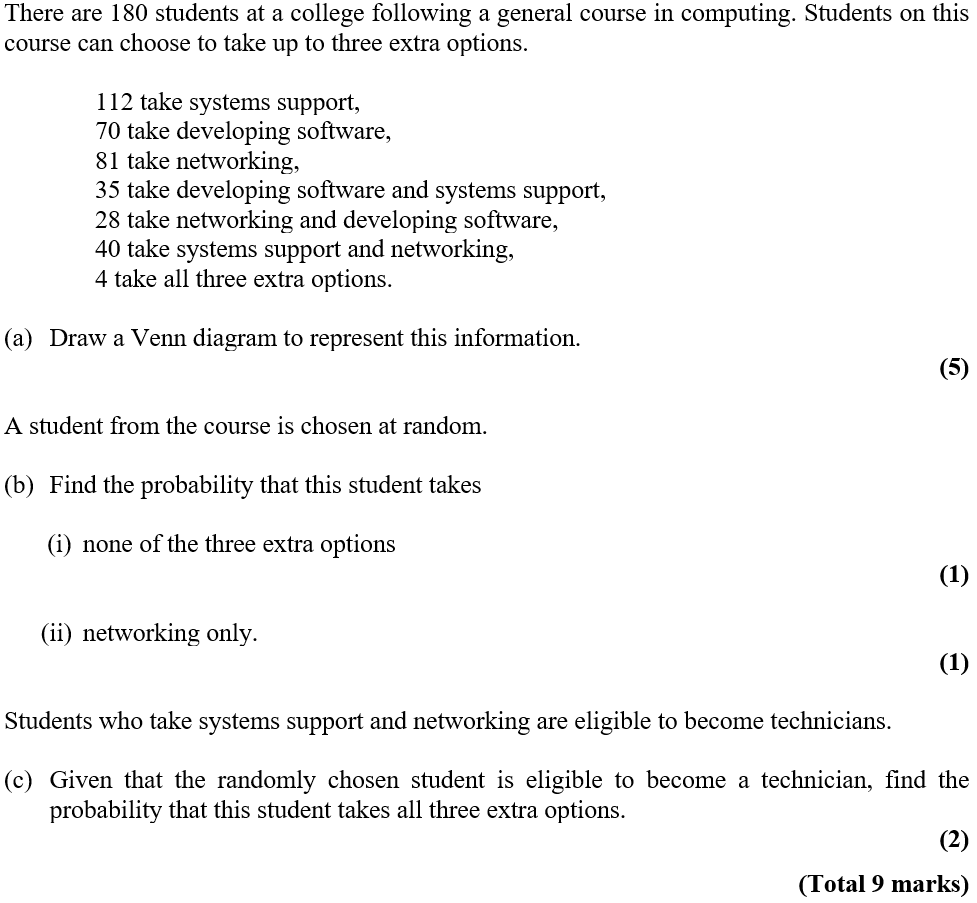 There are 180 students at a college following a general course in computing. Students on this
course can choose to take up to three extra options.
112 take systems support,
70 take developing software,
81 take networking,
35 take developing software and systems support,
28 take networking and developing software,
40 take systems support and networking,
4 take all three extra options.
(a) Draw a Venn diagram to represent this information.
(5)
A student from the course is chosen at random.
(b) Find the probability that this student takes
(i) none of the three extra options
(1)
(ii) networking only.
(1)
Students who take systems support and networking are eligible to become technicians.
(c) Given that the randomly chosen student is eligible to become a technician, find the
probability that this student takes all three extra options.
(2)
(Total 9 marks)